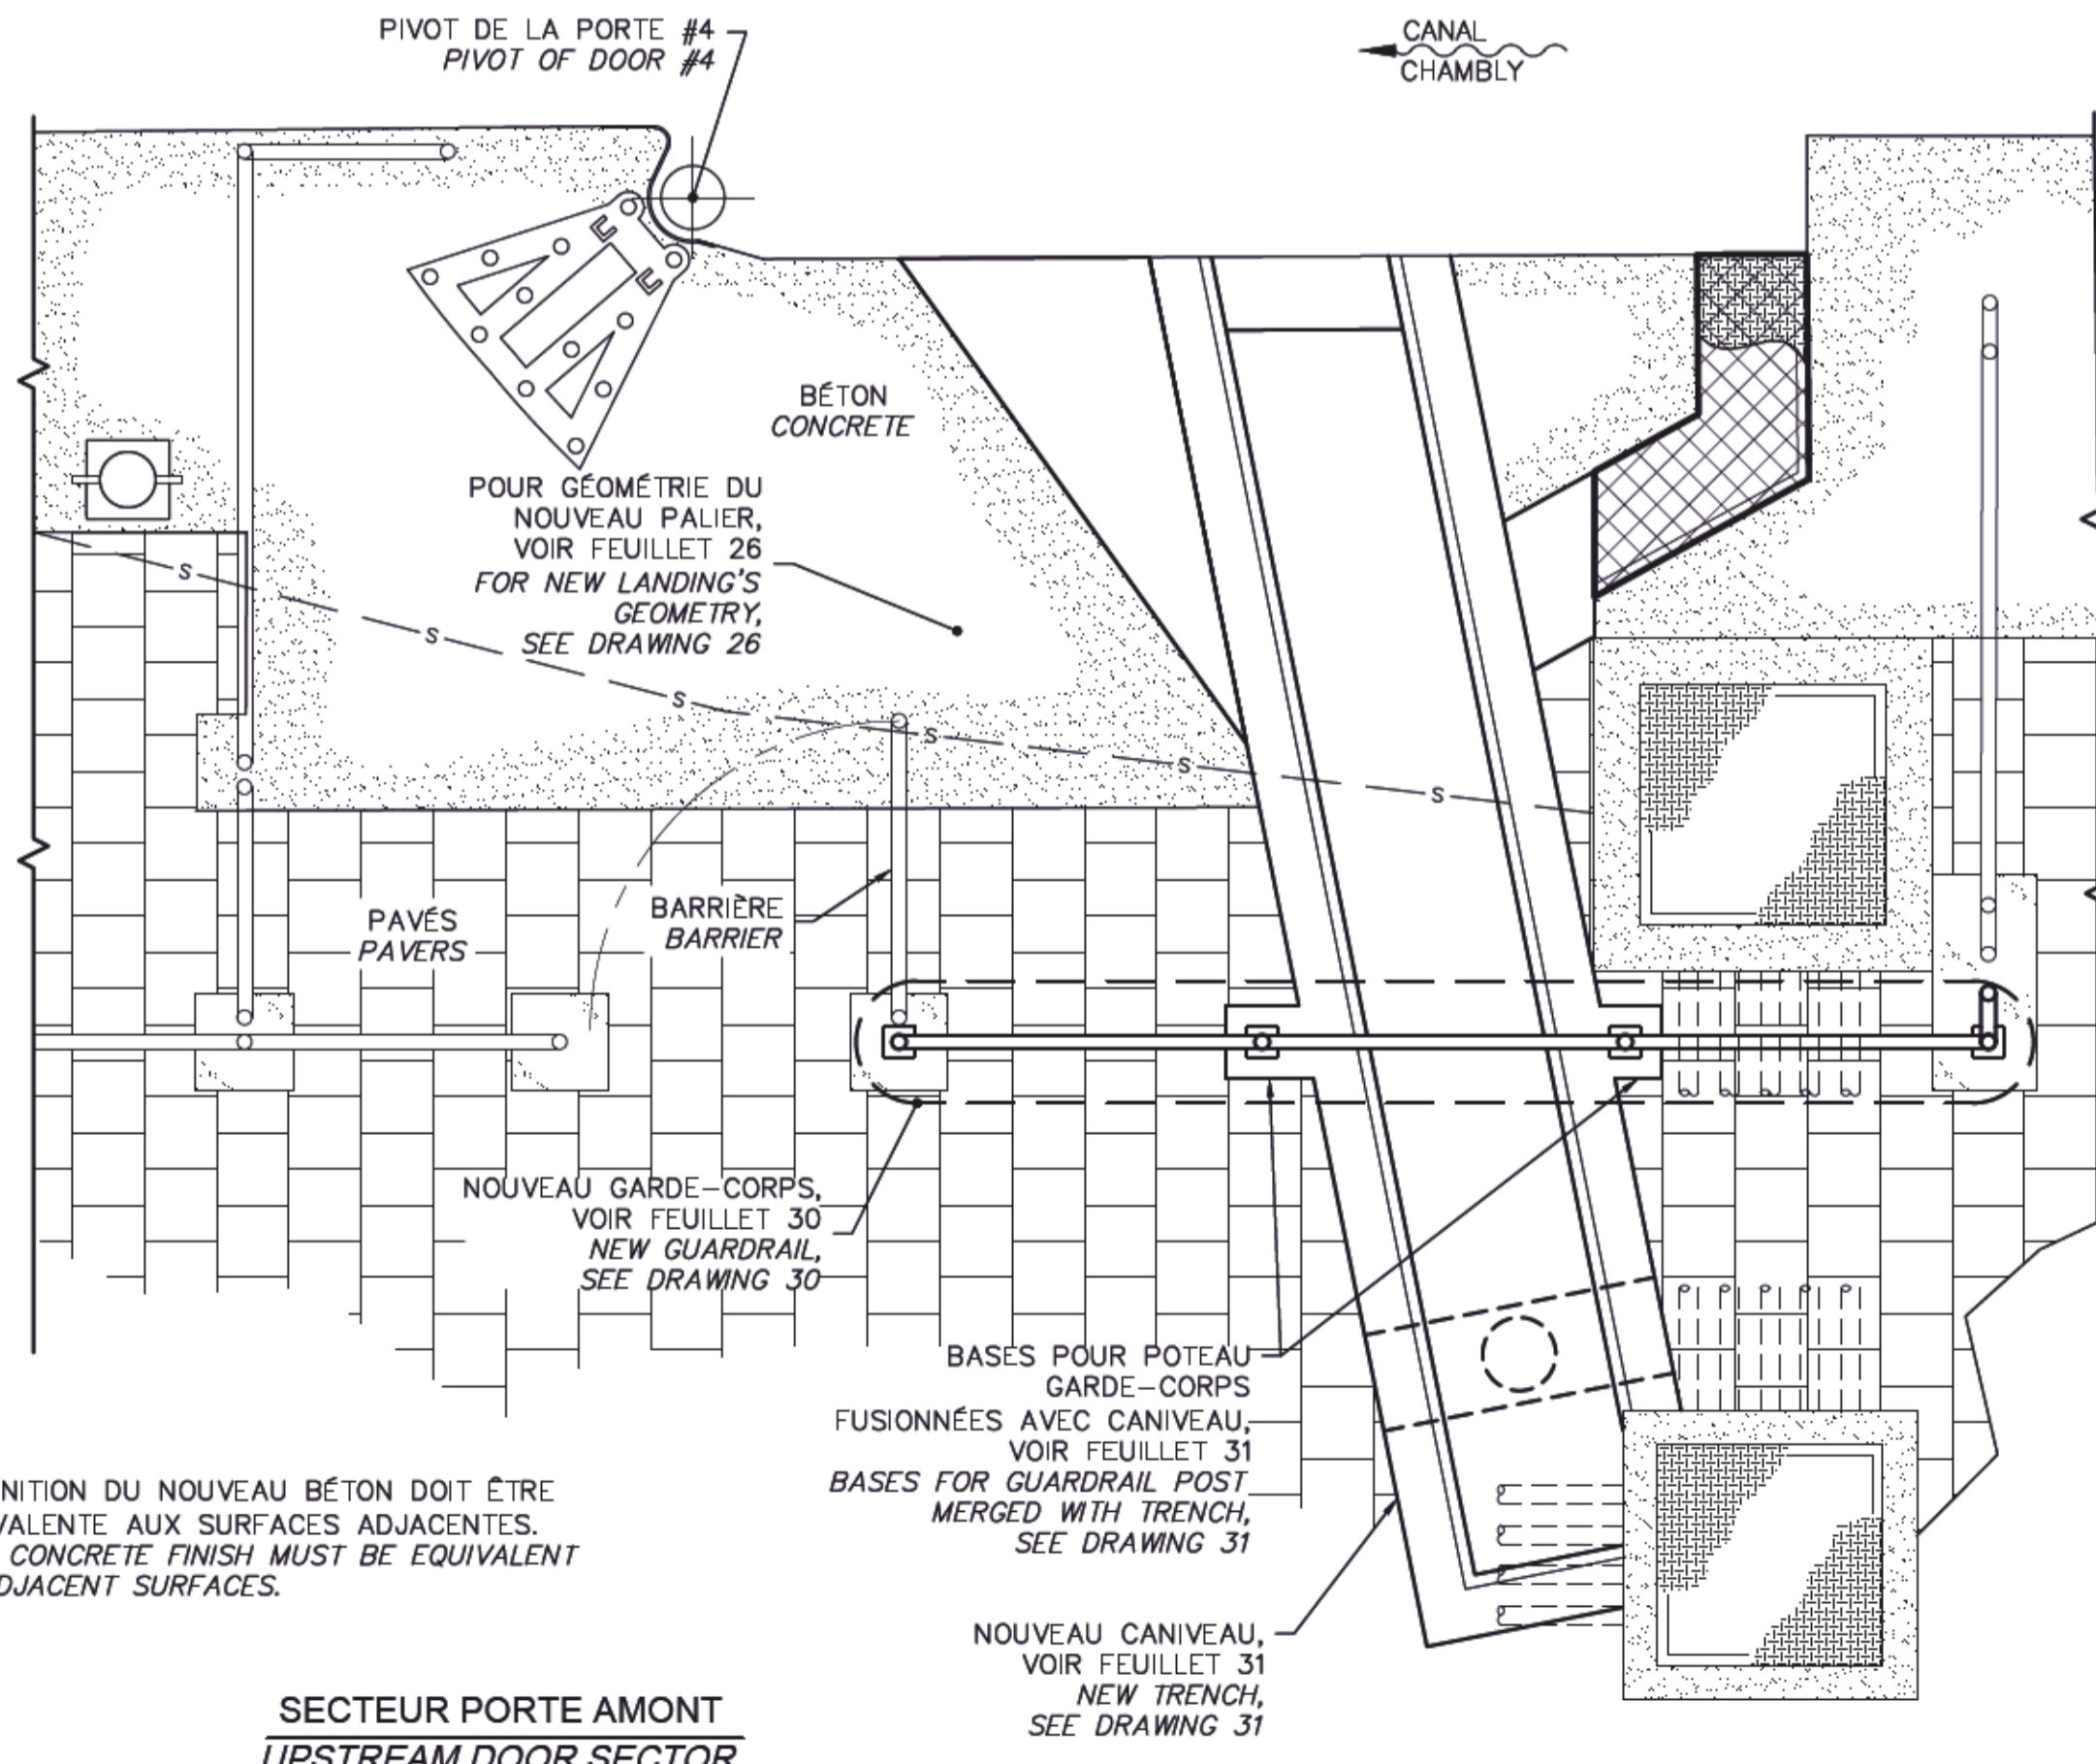 PIVOT DE LA PORTE #4
PIVOT OF DOOR #4
CANAL
CHAMBLY
BÉTON
CONCRETE
POUR GÉOMÉTRIE DU
NOUVEAU PALIER,
VOIR FEUILLET 26
FOR NEW LANDING'S
GEOMETRY,
SEE DRAWING 26
S
S
S
S
S
S
BARRIÈRE
BARRIER
PAVÉS
PAVERS
NOUVEAU GARDE-CORPS,
VOIR FEUILLET 30
NEW GUARDRAIL,
SEE DRAWING 30
BASES POUR POTEAU
GARDE-CORPS
FUSIONNÉES AVEC CANIVEAU,
VOIR FEUILLET 31
BASES FOR GUARDRAIL POST
MERGED WITH TRENCH,
SEE DRAWING 31
NITION DU NOUVEAU BÉTON DOIT ÊTRE
VALENTE AUX SURFACES ADJACENTES.
CONCRETE FINISH MUST BE EQUIVALENT
DJACENT SURFACES.
NOUVEAU CANIVEAU,
VOIR FEUILLET 31
NEW TRENCH,
SEE DRAWING 31
SECTEUR PORTE AMONT
UPSTREAM DOOR SECTOR